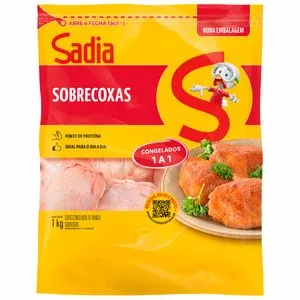 ABRE e FECHA fácil
NOVA EMBALAGEM
Sadia
SOBRECOXAS
S
FONTE DE PROTEÍNA
IDEAL PARA O DIA A DIA
CONGELADOS
1 A 1
1 kg